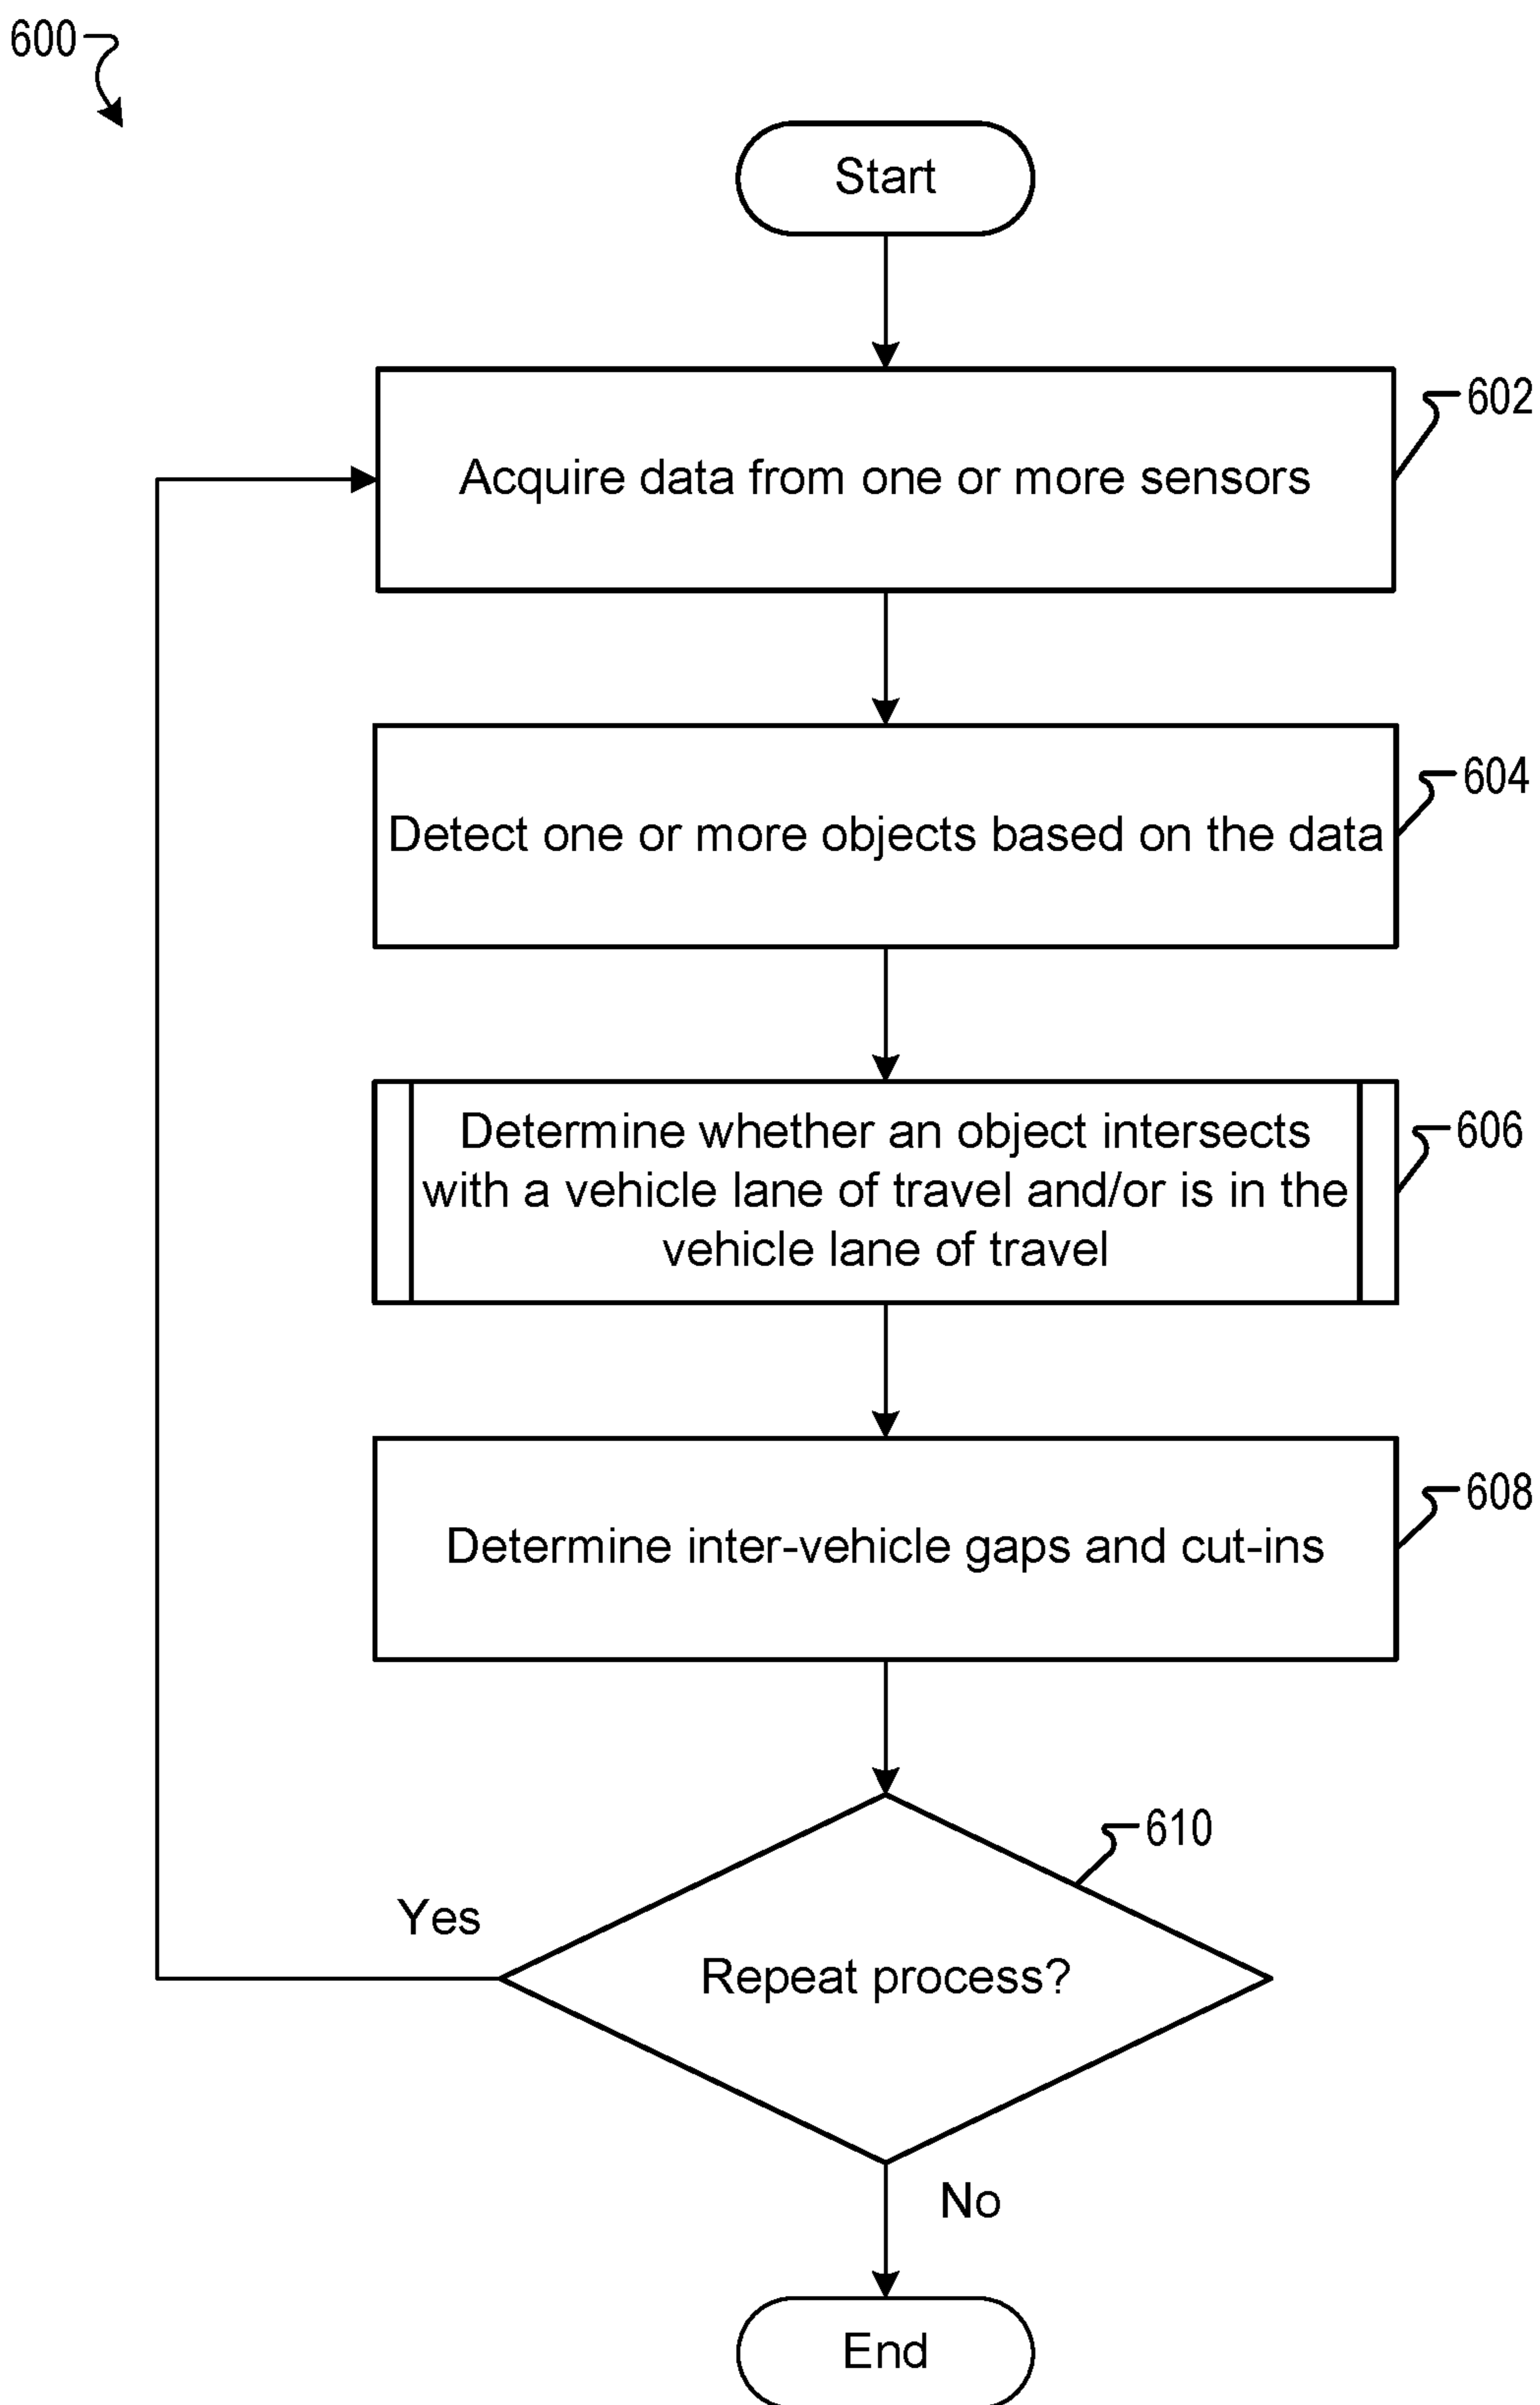 600
Start
602
Acquire data from one or more sensors
604
Detect one or more objects based on the data
606
Determine whether an object intersects
with a vehicle lane of travel and/or is in the
vehicle lane of travel
608
Determine inter-vehicle gaps and cut-ins
610
Yes
Repeat process?
No
End